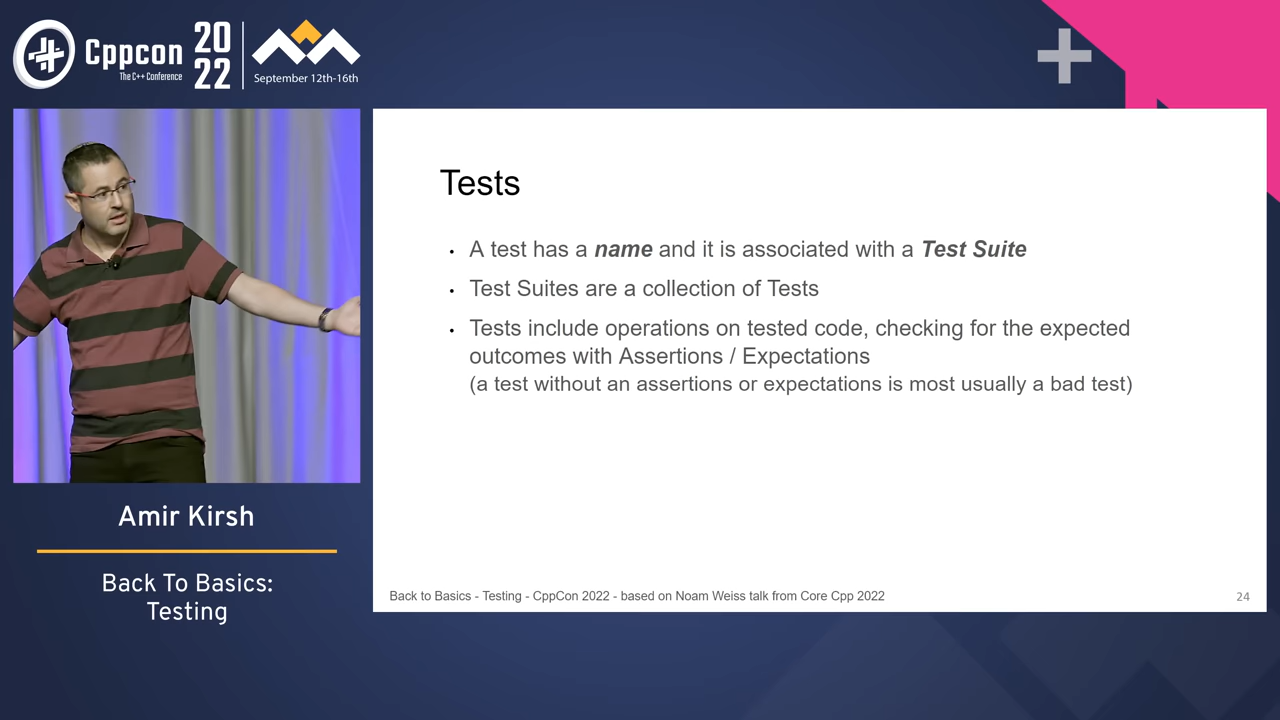 Cppcon
The C++ Conference
20
22
September 12th-16th
Tests
A test has a name and it is associated with a Test Suite
Test Suites are a collection of Tests
Tests include operations on tested code, checking for the expected
outcomes with Assertions / Expectations
(a test without an assertions or expectations is most usually a bad test)
Back to Basics - Testing - CppCon 2022 - based on Noam Weiss talk from Core Cpp 2022
24
Amir Kirsh
Back To Basics:
Testing